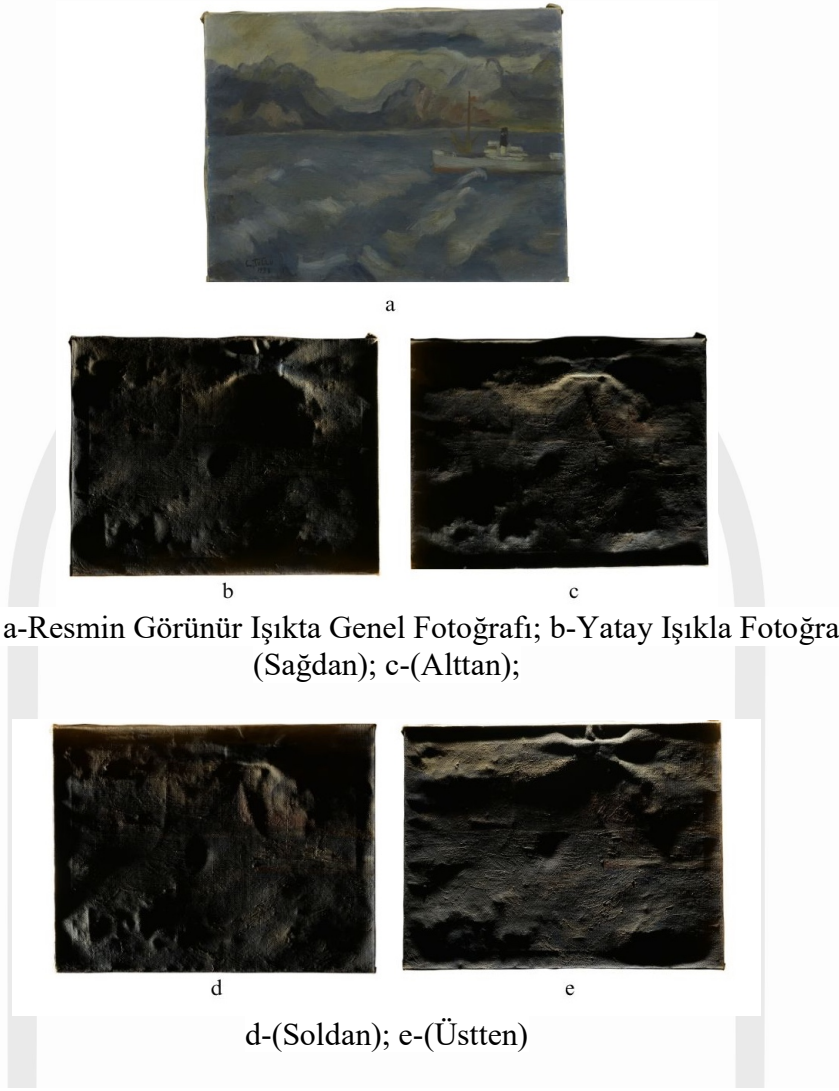 a
b
c
a-Resmin Görünür Işıkta Genel Fotoğrafı; b-Yatay Işıkla Fotoğra
(Sağdan); c-(Alttan);
d
e
d-(Soldan); e-(Üstten)